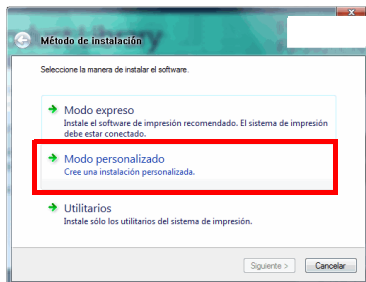 Método de instalación
Seleccione la manera de instalar el software.
Modo expreso
Instale el software de impresión recomendado. El sistema de impresión
debe estar conectado.
Modo personalizado
Cree una instalación personalizada.
Utilitarios
Instale sólo los utilitarios del sistema de impresión.
Siguiente >
Cancelar